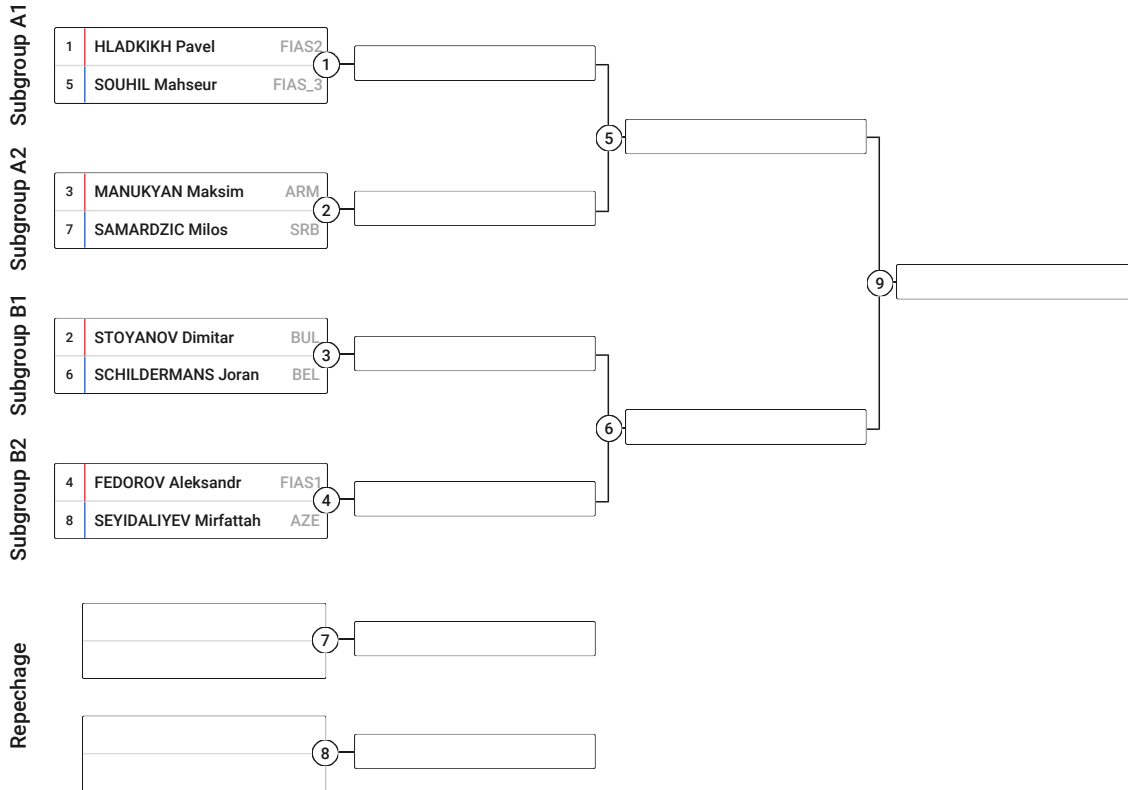 Subgroup A1
1 HLADKIKH Pavel FIAS2
5 SOUHIL Mahseur FIAS_3
1
5
Subgroup A2
3 MANUKYAN Maksim ARM
7 SAMARDZIC Milos SRB
2
9
Subgroup B1
2 STOYANOV Dimitar BUL
6 SCHILDERMANS Joran BEL
3
6
Subgroup B2
4 FEDOROV Aleksandr FIAS1
8 SEYIDALIYEV Mirfattah AZE
4
Repechage
7
8